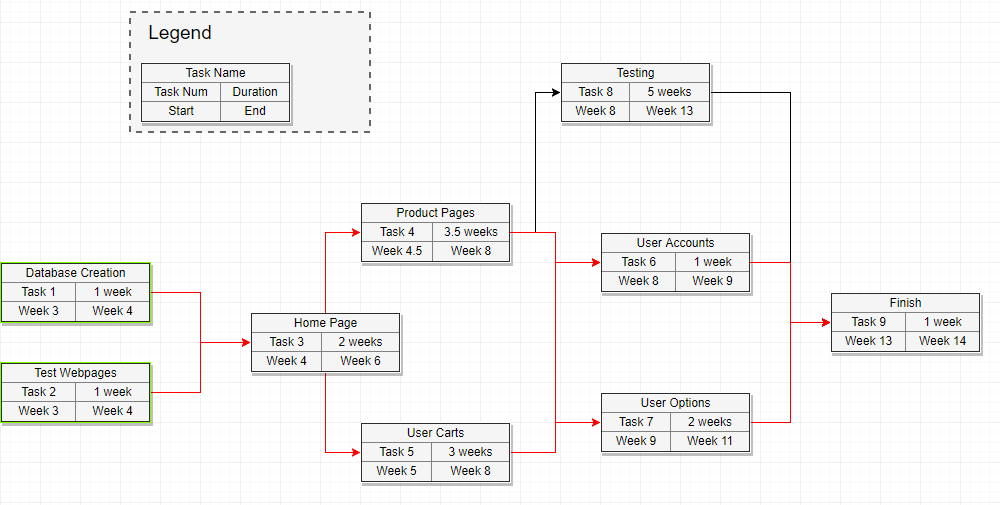 Legend
Task Name
Task Num Duration
Start End
Testing
Task 8 5 weeks
Week 8 Week 13
Product Pages
Task 4 3.5 weeks
Week 4.5 Week 8
User Accounts
Task 6 1 week
Week 8 Week 9
Database Creation
Task 1 1 week
Week 3 Week 4
Home Page
Task 3 2 weeks
Week 4 Week 6
Finish
Task 9 1 week
Week 13 Week 14
Test Webpages
Task 2 1 week
Week 3 Week 4
User Carts
Task 5 3 weeks
Week 5 Week 8
User Options
Task 7 2 weeks
Week 9 Week 11